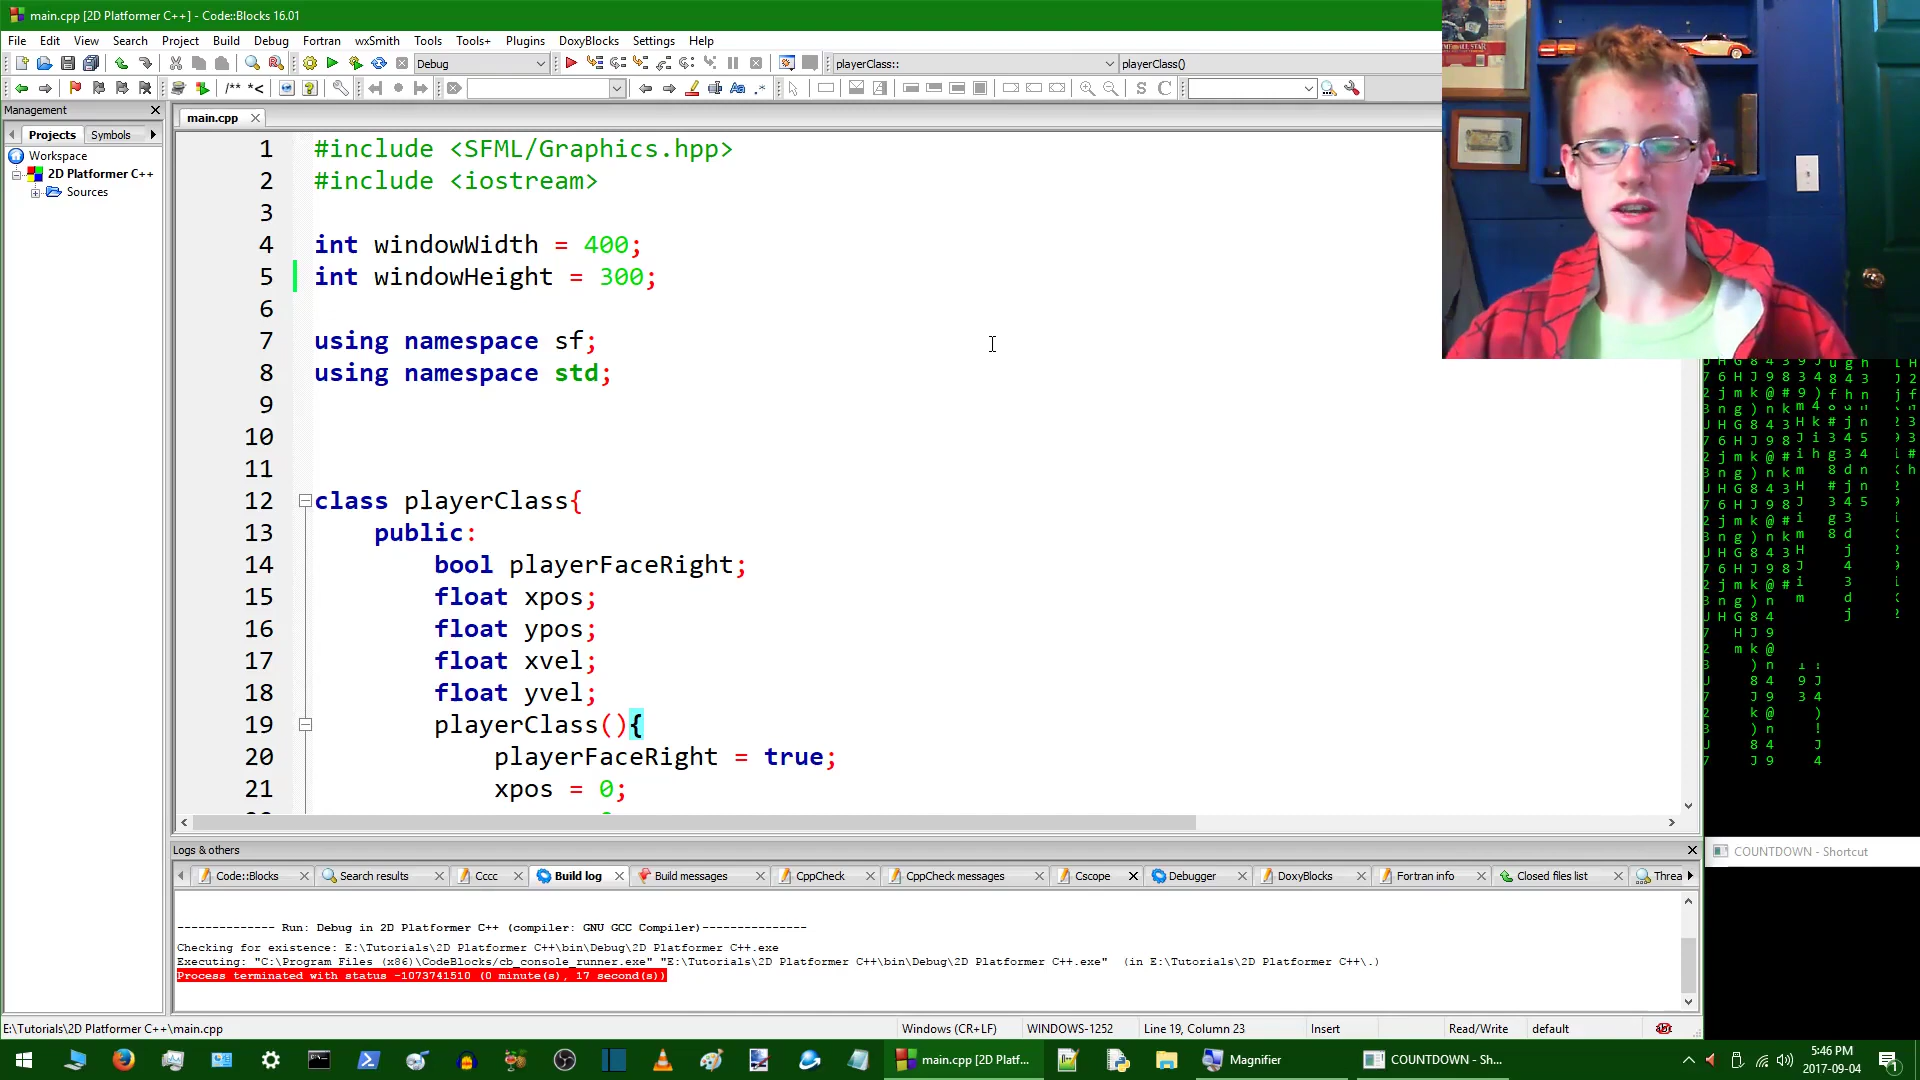 main.cpp [2D Platformer C++] - Code::Blocks 16.01
File Edit View Search Project Build Debug Fortran wxSmith Tools Tools+ Plugins DoxyBlocks Settings Help
Debug playerClass:: playerClass()
/** *<
Management
main.cpp
Projects Symbols
Workspace
2D Platformer C++
Sources
1 #include <SFML/Graphics.hpp>
2 #include <iostream>
3
4 int windowWidth = 400;
5 int windowHeight = 300;
6
7 using namespace sf;
8 using namespace std;
9
10
11
12 class playerClass{
13 public:
14 bool playerFaceRight;
15 float xpos;
16 float ypos;
17 float xvel;
18 float yvel;
19 playerClass(){
20 playerFaceRight = true;
21 xpos = 0;
COUNTDOWN - Shortcut
Logs & others
Code::Blocks Search results Cccc Build log Build messages CppCheck CppCheck messages Cscope Debugger DoxyBlocks Fortran info Closed files list Threa
-------------- Run: Debug in 2D Platformer C++ (compiler: GNU GCC Compiler)---------------
Checking for existence: E:\Tutorials\2D Platformer C++\bin\Debug\2D Platformer C++.exe
Executing: "C:\Program Files (x86)\CodeBlocks/cb_console_runner.exe" "E:\Tutorials\2D Platformer C++\bin\Debug\2D Platformer C++.exe" (in E:\Tutorials\2D Platformer C++\.)
Process terminated with status -1073741510 (0 minute(s), 17 second(s))
E:\Tutorials\2D Platformer C++\main.cpp Windows (CR+LF) WINDOWS-1252 Line 19, Column 23 Insert Read/Write default
main.cpp [2D Platf... Magnifier COUNTDOWN - Sh...
5:46 PM
2017-09-04